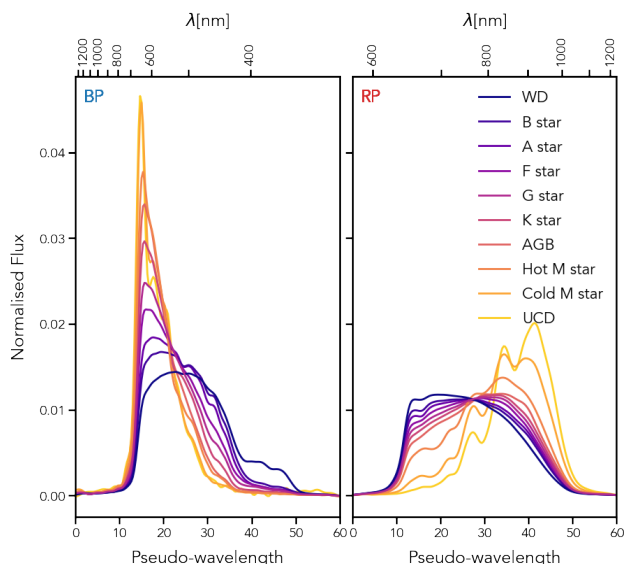 λ[nm]
λ[nm]
1200
1000
800
600
400
600
800
1000
1200
BP
RP
WD
B star
A star
F star
G star
K star
AGB
Hot M star
Cold M star
UCD
Normalised Flux
0.04
0.03
0.02
0.01
0.00
0
10
20
30
40
50
60
0
10
20
30
40
50
60
Pseudo-wavelength
Pseudo-wavelength